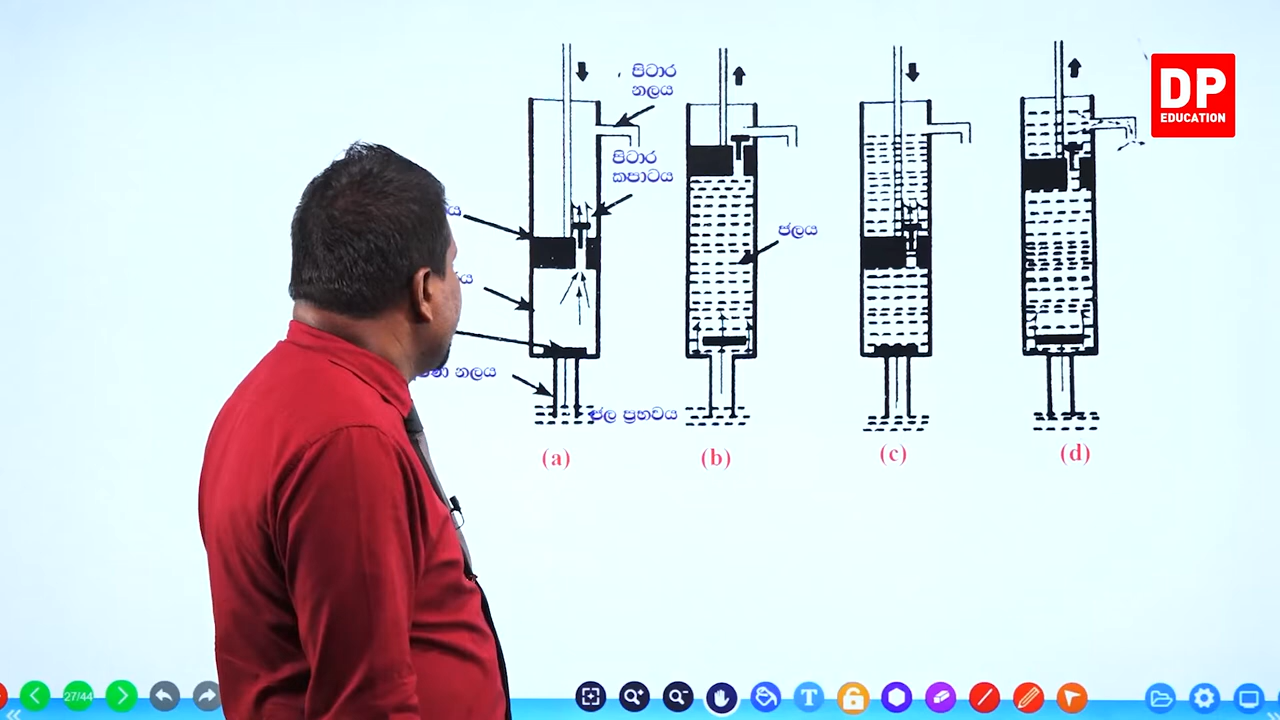 පිටාර
නලය
DP
EDUCATION
පිටාර
කපාටය
ජලය
නලය
ජල ප්‍රභවය
(a)
(b)
(c)
(d)
27/44
T